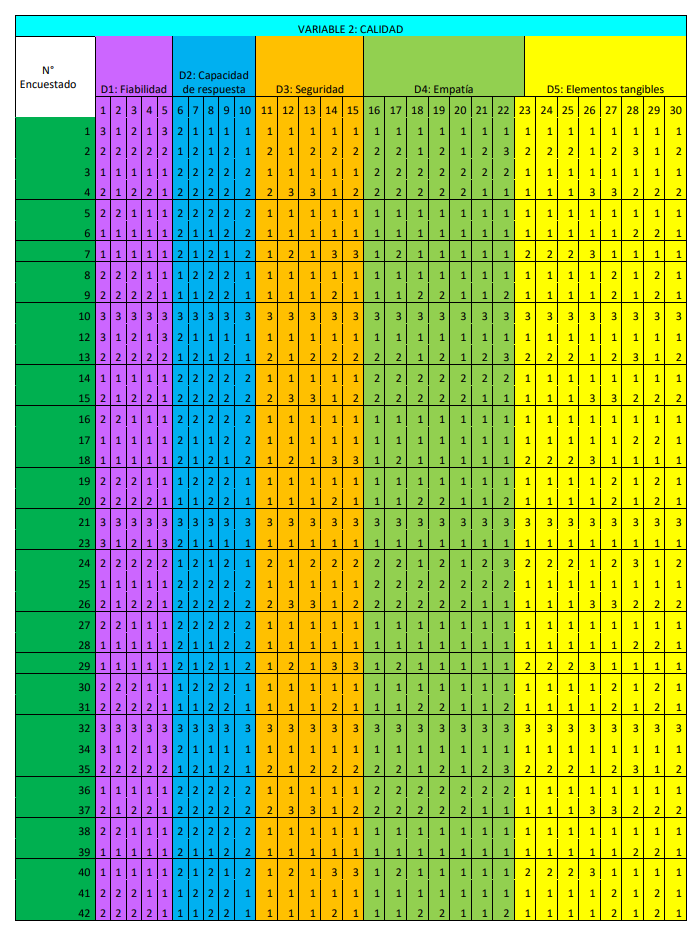 VARIABLE 2: CALIDAD
N° Encuestado D1: Fiabilidad D2: Capacidad de respuesta D3: Seguridad D4: Empatía D5: Elementos tangibles
1 2 3 4 5 6 7 8 9 10 11 12 13 14 15 16 17 18 19 20 21 22 23 24 25 26 27 28 29 30
1 3 1 2 1 3 2 1 1 1 1 1 1 1 1 1 1 1 1 1 1 1 1 1 1 1 1 1 1 1 1
2 2 2 2 2 2 1 2 1 2 1 2 1 2 2 2 2 2 1 2 1 2 3 2 2 2 1 2 3 1 2
3 1 1 1 1 1 2 2 2 2 2 1 1 1 1 1 2 2 2 2 2 2 2 1 1 1 1 1 1 1 1
4 2 1 2 2 1 2 2 2 2 2 2 3 3 1 2 2 2 2 2 2 1 1 1 1 1 3 3 2 2 2
5 2 2 1 1 1 2 2 2 2 2 1 1 1 1 1 1 1 1 1 1 1 1 1 1 1 1 1 1 1 1
6 1 1 1 1 1 2 1 2 2 2 1 1 1 1 1 1 1 1 1 1 1 1 1 1 1 1 1 2 2 1
7 1 1 1 1 1 2 1 2 1 2 1 2 1 3 3 1 2 1 1 1 1 1 2 2 2 3 1 1 1 1
8 2 2 2 1 1 1 2 2 2 1 1 1 1 1 1 1 1 1 1 1 1 1 1 1 1 1 2 1 2 1
9 2 2 2 2 1 1 1 2 2 1 1 1 1 2 1 1 1 2 2 1 1 2 1 1 1 1 2 1 2 1
10 3 3 3 3 3 3 3 3 3 3 3 3 3 3 3 3 3 3 3 3 3 3 3 3 3 3 3 3 3 3
12 3 1 2 1 3 2 1 1 1 1 1 1 1 1 1 1 1 1 1 1 1 1 1 1 1 1 1 1 1 1
13 2 2 2 2 2 1 2 1 2 1 2 1 2 2 2 2 2 1 2 1 2 3 2 2 2 1 2 3 1 2
14 1 1 1 1 1 2 2 2 2 2 1 1 1 1 1 2 2 2 2 2 2 2 1 1 1 1 1 1 1 1
15 2 1 2 2 1 2 2 2 2 2 2 3 3 1 2 2 2 2 2 2 1 1 1 1 1 3 3 2 2 2
16 2 2 1 1 1 2 2 2 2 2 1 1 1 1 1 1 1 1 1 1 1 1 1 1 1 1 1 1 1 1
17 1 1 1 1 1 2 1 2 2 2 1 1 1 1 1 1 1 1 1 1 1 1 1 1 1 1 1 2 2 1
18 1 1 1 1 1 2 1 2 1 2 1 2 1 3 3 1 2 1 1 1 1 1 2 2 2 3 1 1 1 1
19 2 2 2 1 1 1 2 2 2 1 1 1 1 1 1 1 1 1 1 1 1 1 1 1 1 1 2 1 2 1
20 2 2 2 2 1 1 1 2 2 1 1 1 1 2 1 1 1 2 2 1 1 2 1 1 1 1 2 1 2 1
21 3 3 3 3 3 3 3 3 3 3 3 3 3 3 3 3 3 3 3 3 3 3 3 3 3 3 3 3 3 3
23 3 1 2 1 3 2 1 1 1 1 1 1 1 1 1 1 1 1 1 1 1 1 1 1 1 1 1 1 1 1
24 2 2 2 2 2 1 2 1 2 1 2 1 2 2 2 2 2 1 2 1 2 3 2 2 2 1 2 3 1 2
25 1 1 1 1 1 2 2 2 2 2 1 1 1 1 1 2 2 2 2 2 2 2 1 1 1 1 1 1 1 1
26 2 1 2 2 1 2 2 2 2 2 2 3 3 1 2 2 2 2 2 2 1 1 1 1 1 3 3 2 2 2
27 2 2 1 1 1 2 2 2 2 2 1 1 1 1 1 1 1 1 1 1 1 1 1 1 1 1 1 1 1 1
28 1 1 1 1 1 2 1 2 2 2 1 1 1 1 1 1 1 1 1 1 1 1 1 1 1 1 1 2 2 1
29 1 1 1 1 1 2 1 2 1 2 1 2 1 3 3 1 2 1 1 1 1 1 2 2 2 3 1 1 1 1
30 2 2 2 1 1 1 2 2 2 1 1 1 1 1 1 1 1 1 1 1 1 1 1 1 1 1 2 1 2 1
31 2 2 2 2 1 1 1 2 2 1 1 1 1 2 1 1 1 2 2 1 1 2 1 1 1 1 2 1 2 1
32 3 3 3 3 3 3 3 3 3 3 3 3 3 3 3 3 3 3 3 3 3 3 3 3 3 3 3 3 3 3
34 3 1 2 1 3 2 1 1 1 1 1 1 1 1 1 1 1 1 1 1 1 1 1 1 1 1 1 1 1 1
35 2 2 2 2 2 1 2 1 2 1 2 1 2 2 2 2 2 1 2 1 2 3 2 2 2 1 2 3 1 2
36 1 1 1 1 1 2 2 2 2 2 1 1 1 1 1 2 2 2 2 2 2 2 1 1 1 1 1 1 1 1
37 2 1 2 2 1 2 2 2 2 2 2 3 3 1 2 2 2 2 2 2 1 1 1 1 1 3 3 2 2 2
38 2 2 1 1 1 2 2 2 2 2 1 1 1 1 1 1 1 1 1 1 1 1 1 1 1 1 1 1 1 1
39 1 1 1 1 1 2 1 2 2 2 1 1 1 1 1 1 1 1 1 1 1 1 1 1 1 1 1 2 2 1
40 1 1 1 1 1 2 1 2 1 2 1 2 1 3 3 1 2 1 1 1 1 1 2 2 2 3 1 1 1 1
41 2 2 2 1 1 1 2 2 2 1 1 1 1 1 1 1 1 1 1 1 1 1 1 1 1 1 2 1 2 1
42 2 2 2 2 1 1 1 2 2 1 1 1 1 2 1 1 1 2 2 1 1 2 1 1 1 1 2 1 2 1